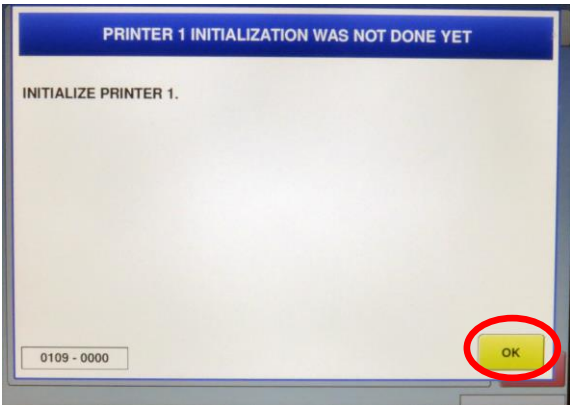 PRINTER 1 INITIALIZATION WAS NOT DONE YET
INITIALIZE PRINTER 1.
0109 - 0000
OK